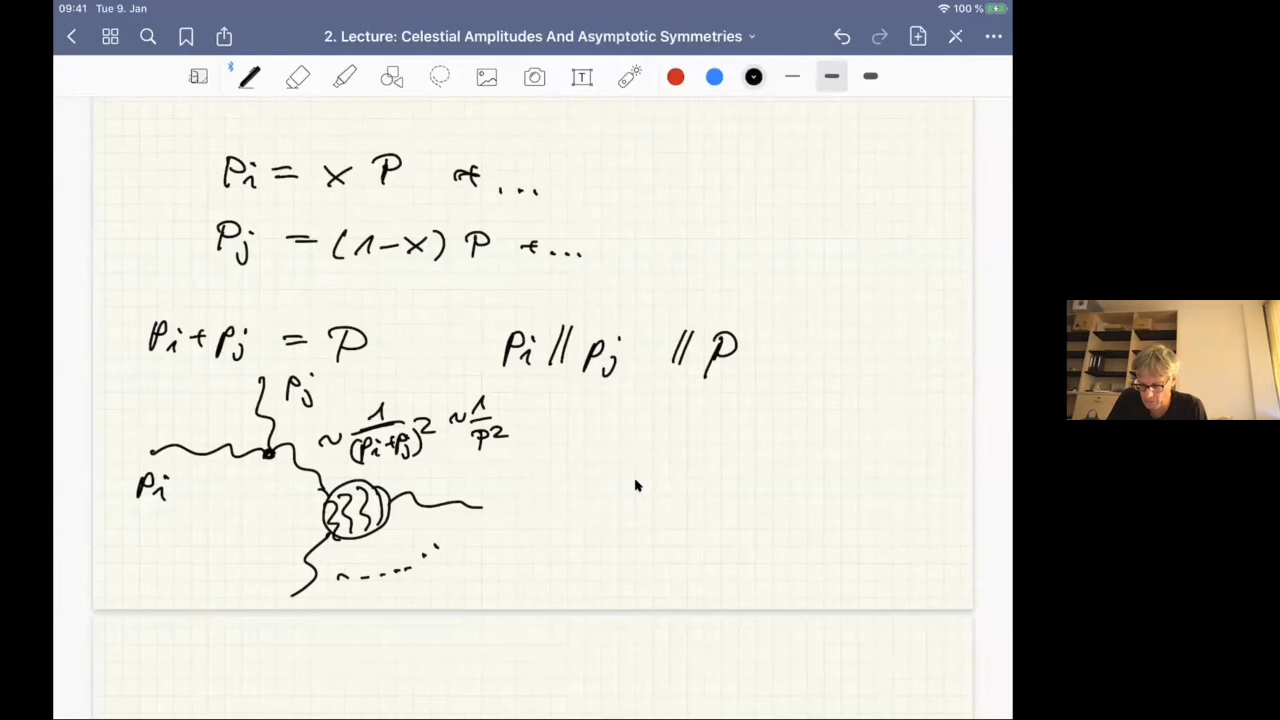 09:41 Tue 9. Jan
100 %
2. Lecture: Celestial Amplitudes And Asymptotic Symmetries
T
Pi = x P + ...
Pj = (1-x) P + ...
Pi + Pj = P
Pi // Pj // P
Pj
~ 1/(Pi+Pj)² ~ 1/P²
Pi